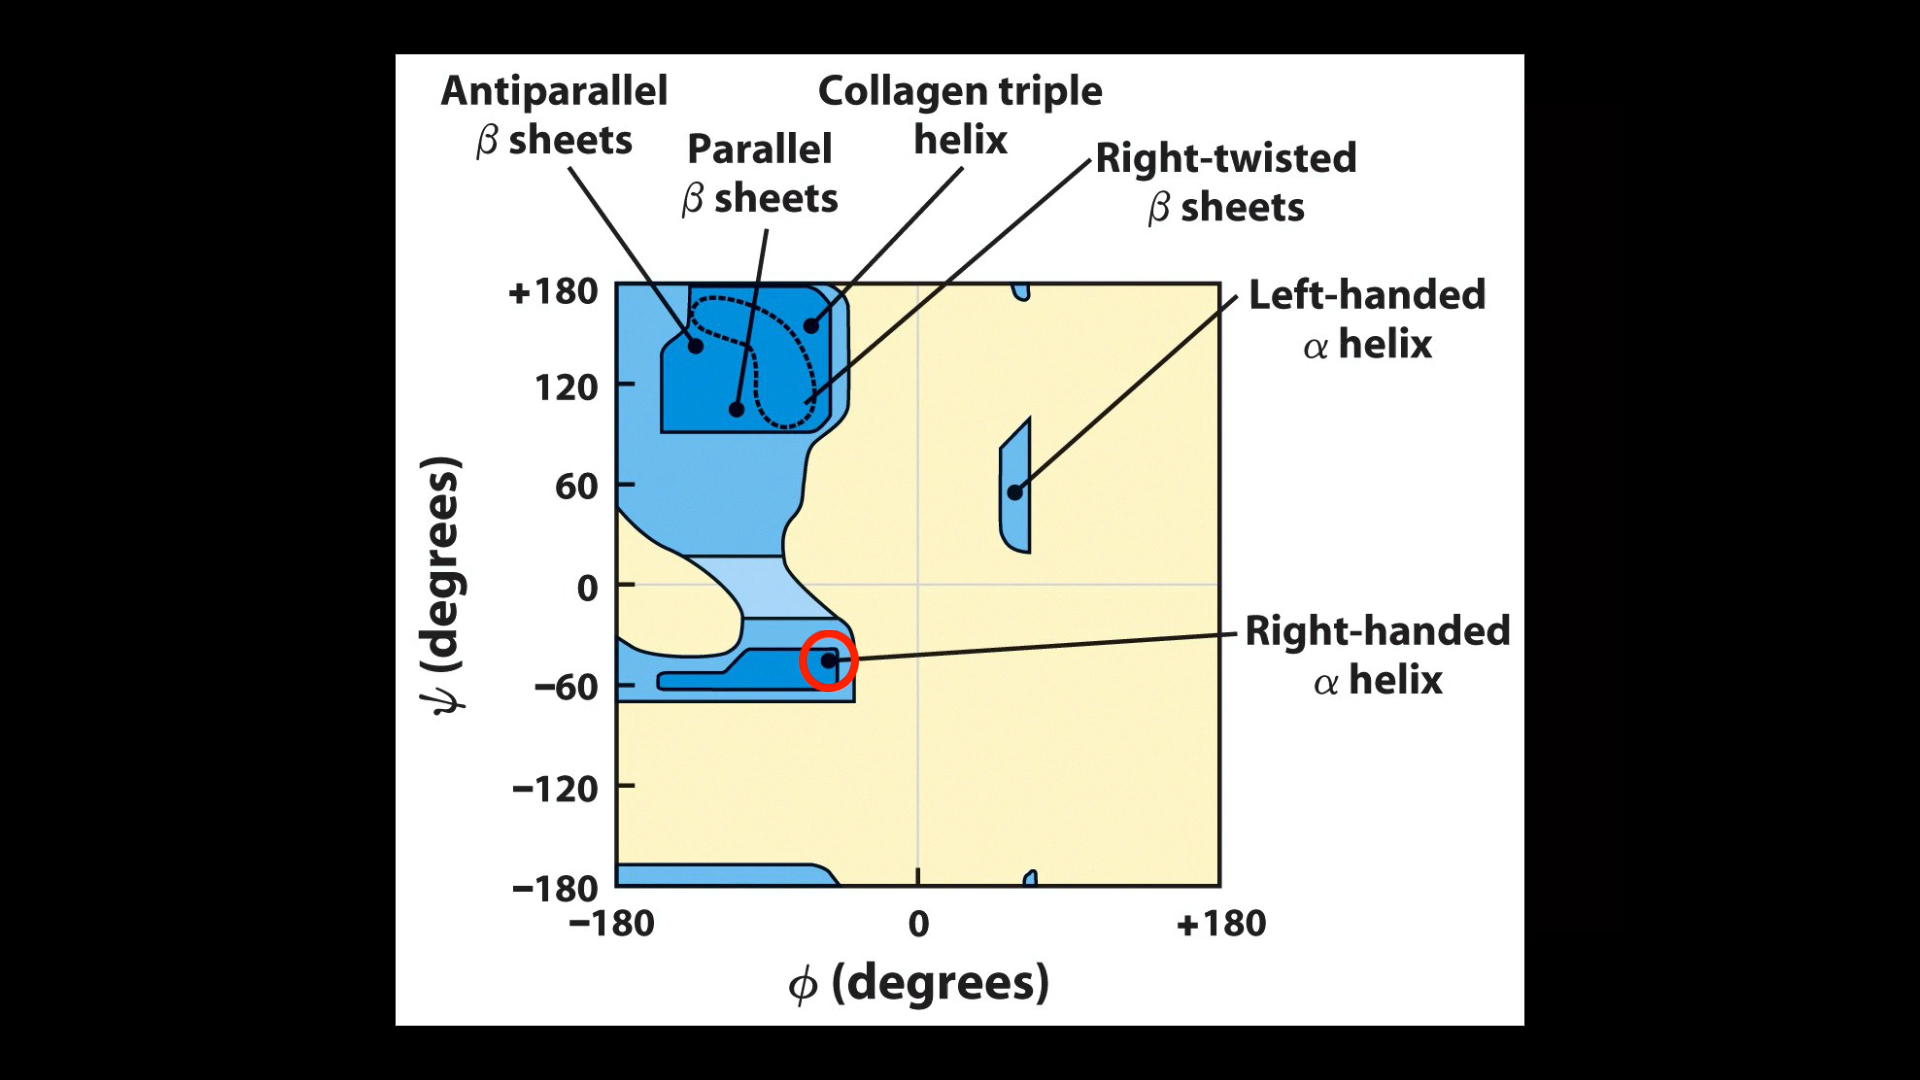 Antiparallel
β sheets
Parallel
β sheets
Collagen triple
helix
Right-twisted
β sheets
Left-handed
α helix
Right-handed
α helix
+180
120
60
0
−60
−120
−180
ψ (degrees)
−180
0
+180
ϕ (degrees)